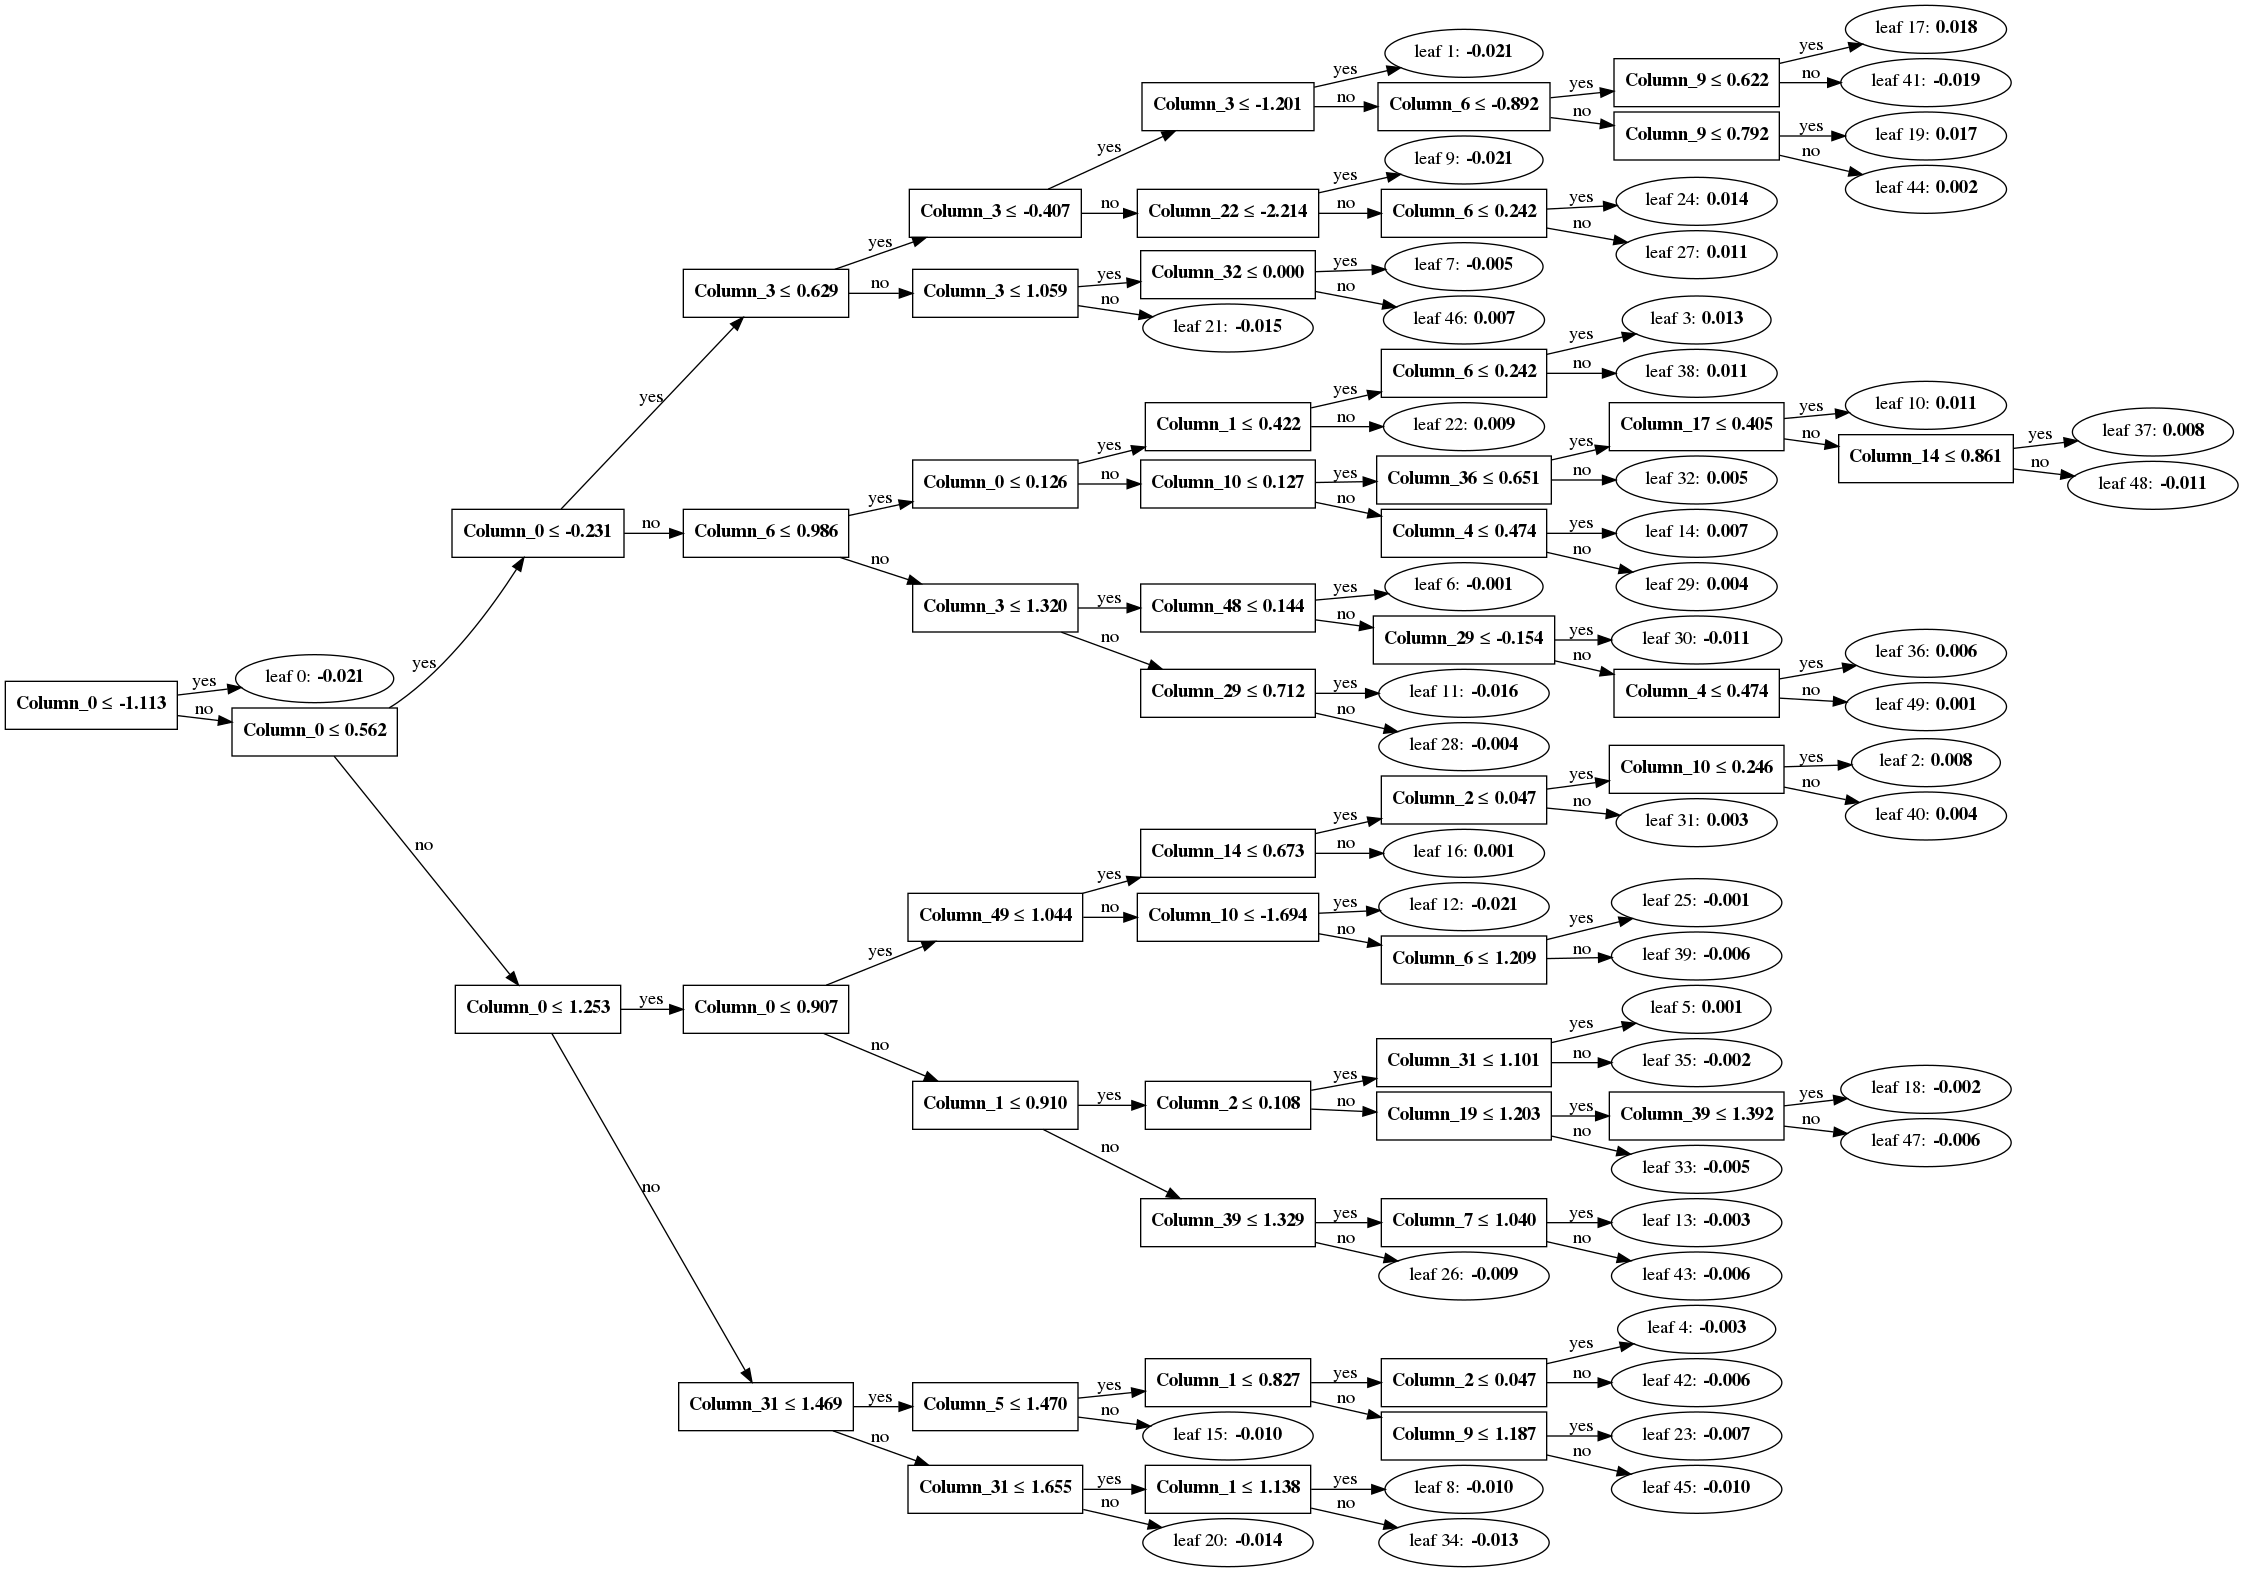 Column_0 ≤ -1.113
yes
leaf 0: -0.021
no
Column_0 ≤ 0.562
yes
Column_0 ≤ -0.231
yes
Column_3 ≤ 0.629
yes
Column_3 ≤ -0.407
yes
Column_3 ≤ -1.201
yes
leaf 1: -0.021
no
Column_6 ≤ -0.892
yes
Column_9 ≤ 0.622
yes
leaf 17: 0.018
no
leaf 41: -0.019
no
Column_9 ≤ 0.792
yes
leaf 19: 0.017
no
leaf 44: 0.002
no
Column_22 ≤ -2.214
yes
leaf 9: -0.021
no
Column_6 ≤ 0.242
yes
leaf 24: 0.014
no
leaf 27: 0.011
no
Column_3 ≤ 1.059
yes
Column_32 ≤ 0.000
yes
leaf 7: -0.005
no
leaf 46: 0.007
no
leaf 21: -0.015
no
Column_6 ≤ 0.986
yes
Column_0 ≤ 0.126
yes
Column_1 ≤ 0.422
yes
Column_6 ≤ 0.242
yes
leaf 3: 0.013
no
leaf 38: 0.011
no
leaf 22: 0.009
no
Column_10 ≤ 0.127
yes
Column_36 ≤ 0.651
yes
Column_17 ≤ 0.405
yes
leaf 10: 0.011
no
Column_14 ≤ 0.861
yes
leaf 37: 0.008
no
leaf 48: -0.011
no
leaf 32: 0.005
no
Column_4 ≤ 0.474
yes
leaf 14: 0.007
no
leaf 29: 0.004
no
Column_3 ≤ 1.320
yes
Column_48 ≤ 0.144
yes
leaf 6: -0.001
no
Column_29 ≤ -0.154
yes
leaf 30: -0.011
no
Column_4 ≤ 0.474
yes
leaf 36: 0.006
no
leaf 49: 0.001
no
Column_29 ≤ 0.712
yes
leaf 11: -0.016
no
leaf 28: -0.004
no
Column_0 ≤ 1.253
yes
Column_0 ≤ 0.907
yes
Column_49 ≤ 1.044
yes
Column_14 ≤ 0.673
yes
Column_2 ≤ 0.047
yes
Column_10 ≤ 0.246
yes
leaf 2: 0.008
no
leaf 40: 0.004
no
leaf 31: 0.003
no
leaf 16: 0.001
no
Column_10 ≤ -1.694
yes
leaf 12: -0.021
no
Column_6 ≤ 1.209
yes
leaf 25: -0.001
no
leaf 39: -0.006
no
Column_1 ≤ 0.910
yes
Column_2 ≤ 0.108
yes
Column_31 ≤ 1.101
yes
leaf 5: 0.001
no
leaf 35: -0.002
no
Column_19 ≤ 1.203
yes
Column_39 ≤ 1.392
yes
leaf 18: -0.002
no
leaf 47: -0.006
no
leaf 33: -0.005
no
Column_39 ≤ 1.329
yes
Column_7 ≤ 1.040
yes
leaf 13: -0.003
no
leaf 43: -0.006
no
leaf 26: -0.009
no
Column_31 ≤ 1.469
yes
Column_5 ≤ 1.470
yes
Column_1 ≤ 0.827
yes
Column_2 ≤ 0.047
yes
leaf 4: -0.003
no
leaf 42: -0.006
no
Column_9 ≤ 1.187
yes
leaf 23: -0.007
no
leaf 45: -0.010
no
leaf 15: -0.010
no
Column_31 ≤ 1.655
yes
Column_1 ≤ 1.138
yes
leaf 8: -0.010
no
leaf 34: -0.013
no
leaf 20: -0.014